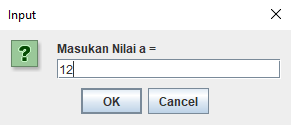 Input
Masukan Nilai a =
12
OK
Cancel